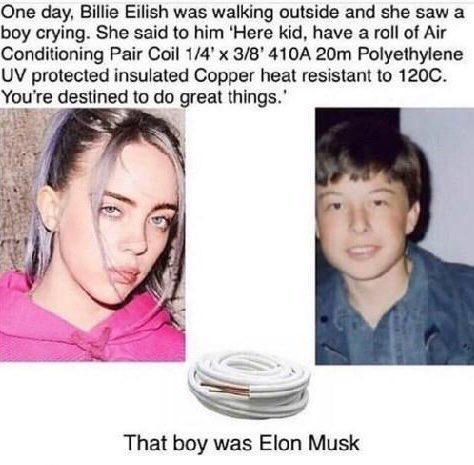 One day, Billie Eilish was walking outside and she saw a
boy crying. She said to him 'Here kid, have a roll of Air
Conditioning Pair Coil 1/4' x 3/8' 410A 20m Polyethylene
UV protected insulated Copper heat resistant to 120C.
You're destined to do great things.'
That boy was Elon Musk